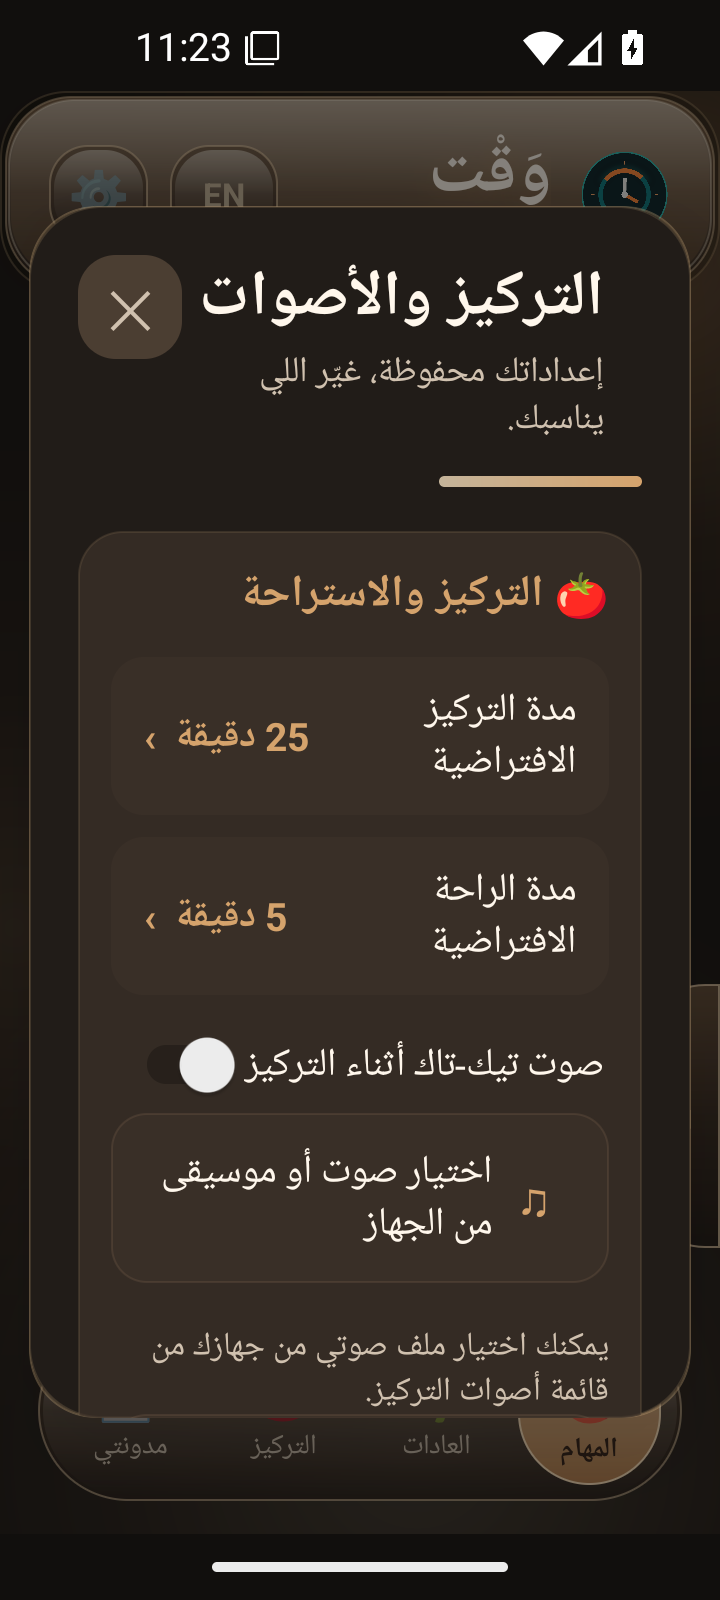 11:23
وَقْت
EN
التركيز والأصوات
إعداداتك محفوظة، غيّر اللي
يناسبك.
التركيز والاستراحة
مدة التركيز
الافتراضية
25 دقيقة
مدة الراحة
الافتراضية
5 دقيقة
صوت تيك-تاك أثناء التركيز
اختيار صوت أو موسيقى
من الجهاز
يمكنك اختيار ملف صوتي من جهازك من
قائمة أصوات التركيز.
المهام
العادات
التركيز
مدونتي